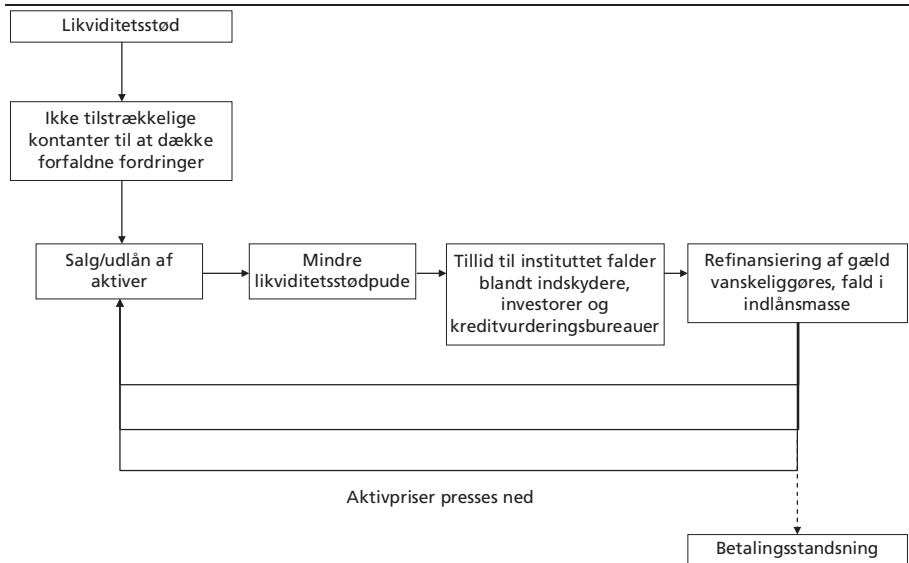 Likviditetsstød
Ikke tilstrækkelige
kontanter til at dække
forfaldne fordringer
Salg/udlån af
aktiver
Mindre
likviditetsstødpude
Tillid til instituttet falder
blandt indskydere,
investorer og
kreditvurderingsbureauer
Refinansiering af gæld
vanskeliggøres, fald i
indlånsmasse
Aktivpriser presses ned
Betalingsstandsning